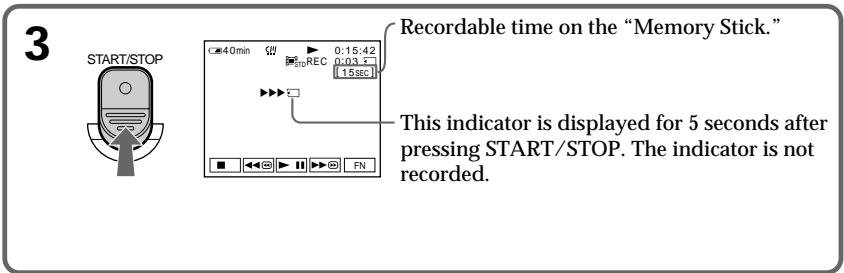 3
START/STOP
40min 0:15:42
STD REC 0:03
[15SEC]
FN
Recordable time on the “Memory Stick.”
This indicator is displayed for 5 seconds after
pressing START/STOP. The indicator is not
recorded.